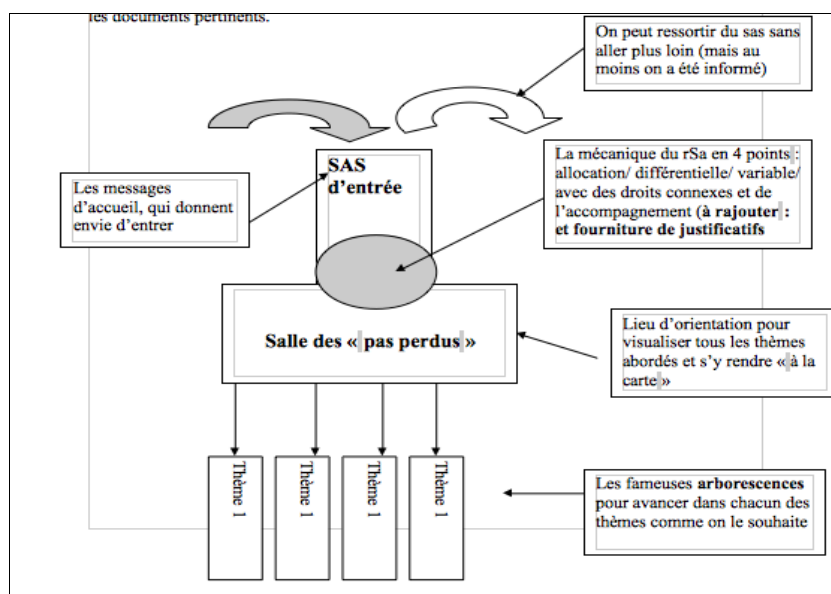 les documents pertinents.
On peut ressortir du sas sans
aller plus loin (mais au
moins on a été informé)
SAS
d’entrée
La mécanique du rSa en 4 points :
allocation/ différentielle/ variable/
avec des droits connexes et de
l’accompagnement (à rajouter :
et fourniture de justificatifs
Les messages
d’accueil, qui donnent
envie d’entrer
Salle des « pas perdus »
Lieu d’orientation pour
visualiser tous les thèmes
abordés et s’y rendre « à la
carte »
Thème 1
Thème 1
Thème 1
Thème 1
Les fameuses arborescences
pour avancer dans chacun des
thèmes comme on le souhaite